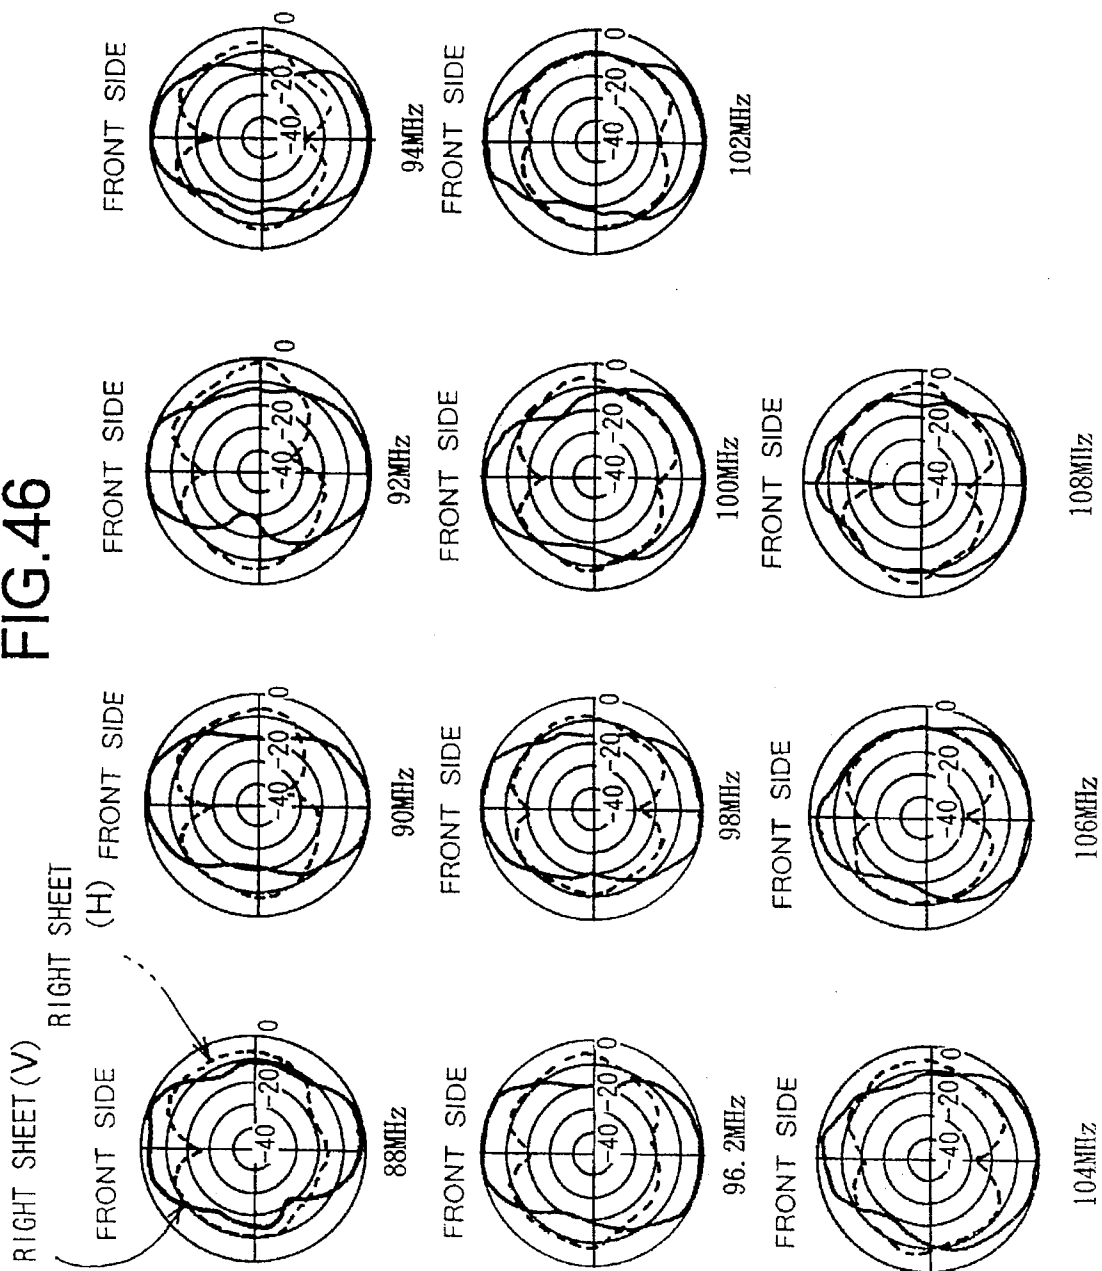 FIG.46
RIGHT SHEET(V)
RIGHT SHEET
(H)
FRONT SIDE
0
-20
-40
88MHz
FRONT SIDE
0
-20
-40
90MHz
FRONT SIDE
0
-20
-40
92MHz
FRONT SIDE
0
-20
-40
94MHz
FRONT SIDE
0
-20
-40
96.2MHz
FRONT SIDE
0
-20
-40
98MHz
FRONT SIDE
0
-20
-40
100MHz
FRONT SIDE
0
-20
-40
102MHz
FRONT SIDE
0
-20
-40
104MHz
FRONT SIDE
0
-20
-40
106MHz
FRONT SIDE
0
-20
-40
108MHz